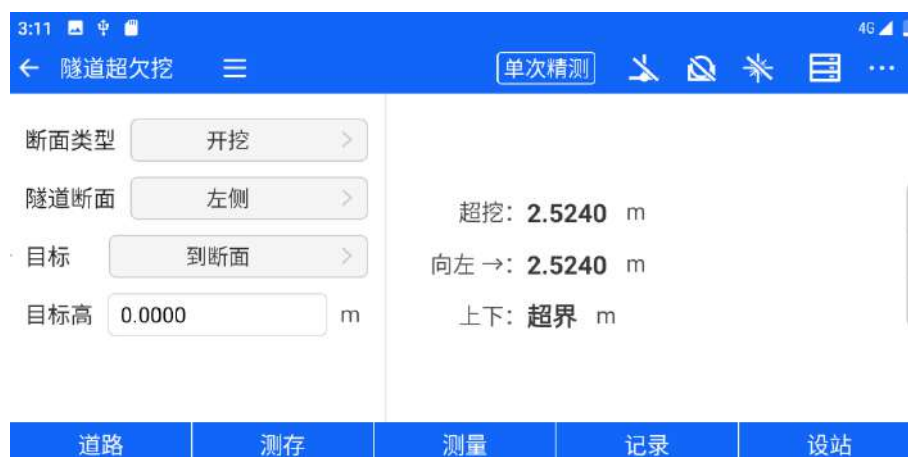 3:11 4G
隧道超欠挖 单次精测
断面类型 开挖
隧道断面 左侧
目标 到断面
目标高 0.0000 m
超挖: 2.5240 m
向左→: 2.5240 m
上下: 超界 m
道路 测存 测量 记录 设站